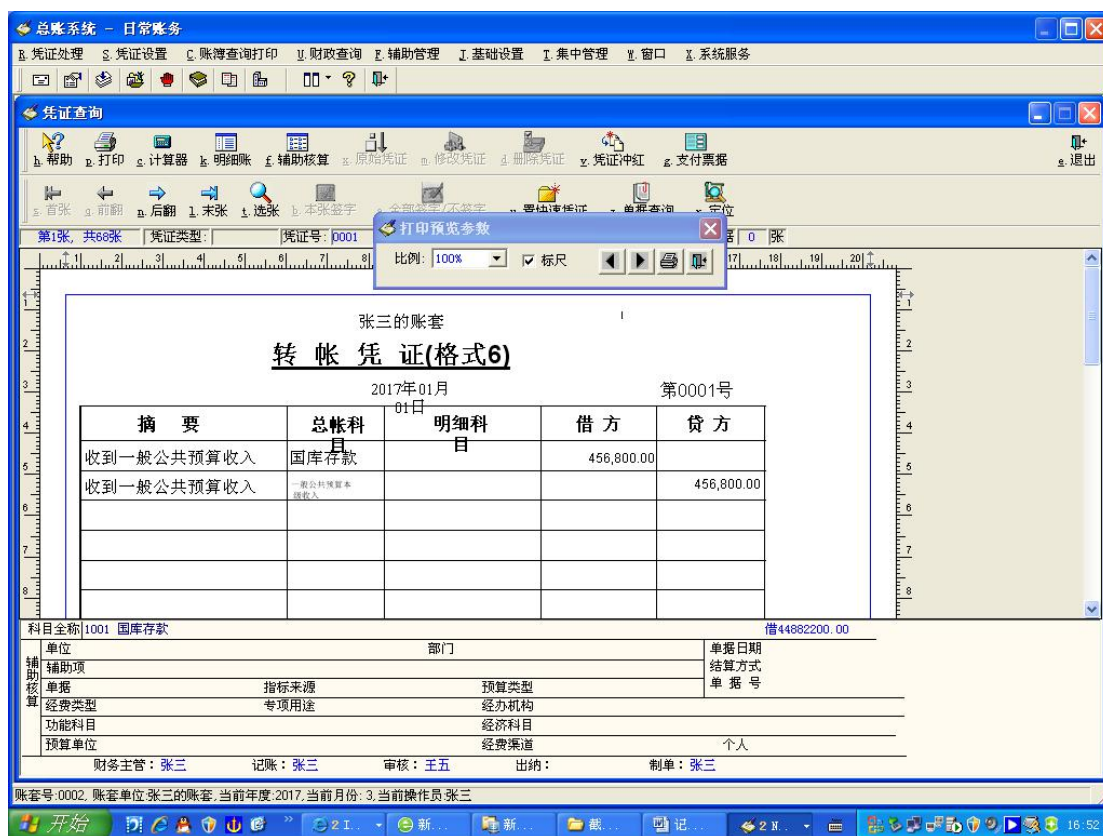 总账系统 - 日常账务
R.凭证处理 S.凭证设置 C.账簿查询打印 U.财政查询 F.辅助管理 J.基础设置 T.集中管理 W.窗口 X.系统服务
凭证查询
h.帮助 p.打印 c.计算器 k.明细账 f.辅助核算 x.原始凭证 m.修改凭证 d.删除凭证 v.凭证冲红 g.支付票据 e.退出
s.首张 q.前翻 n.后翻 l.末张 t.选张 b.本张签字 全部签字/不签字 置快速凭证 单据查询 定位
第1张, 共68张 凭证类型: 凭证号: 0001 0 张
打印预览参数
比例: 100% 标尺
张三的账套
转 帐 凭 证(格式6)
2017年01月
01日
第0001号
摘 要 总帐科目 明细科目 借 方 贷 方
收到一般公共预算收入 国库存款 456,800.00
收到一般公共预算收入 一般公共预算本级收入 456,800.00
科目全称 1001 国库存款 借44882200.00
辅助核算
单位 部门 单据日期
辅助项 结算方式
单据 指标来源 预算类型 单 据 号
经费类型 专项用途 经办机构
功能科目 经济科目
预算单位 经费渠道 个人
财务主管: 张三 记账: 张三 审核: 王五 出纳: 制单: 张三
账套号:0002, 账套单位:张三的账套,当前年度:2017,当前月份: 3,当前操作员:张三
开始 2 I... 新... 新... 截... 记... 2 N.. 16:52